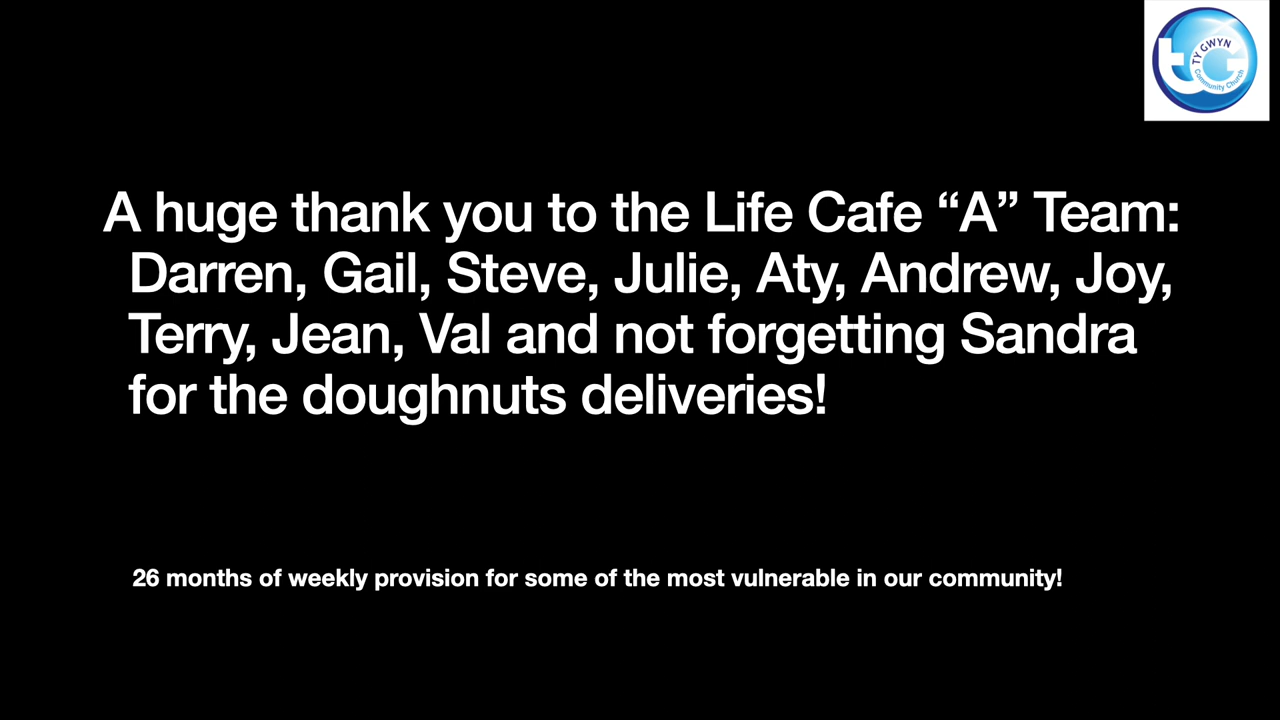 tG
TY GWYN
Community Church
A huge thank you to the Life Cafe “A” Team:
Darren, Gail, Steve, Julie, Aty, Andrew, Joy,
Terry, Jean, Val and not forgetting Sandra
for the doughnuts deliveries!
26 months of weekly provision for some of the most vulnerable in our community!